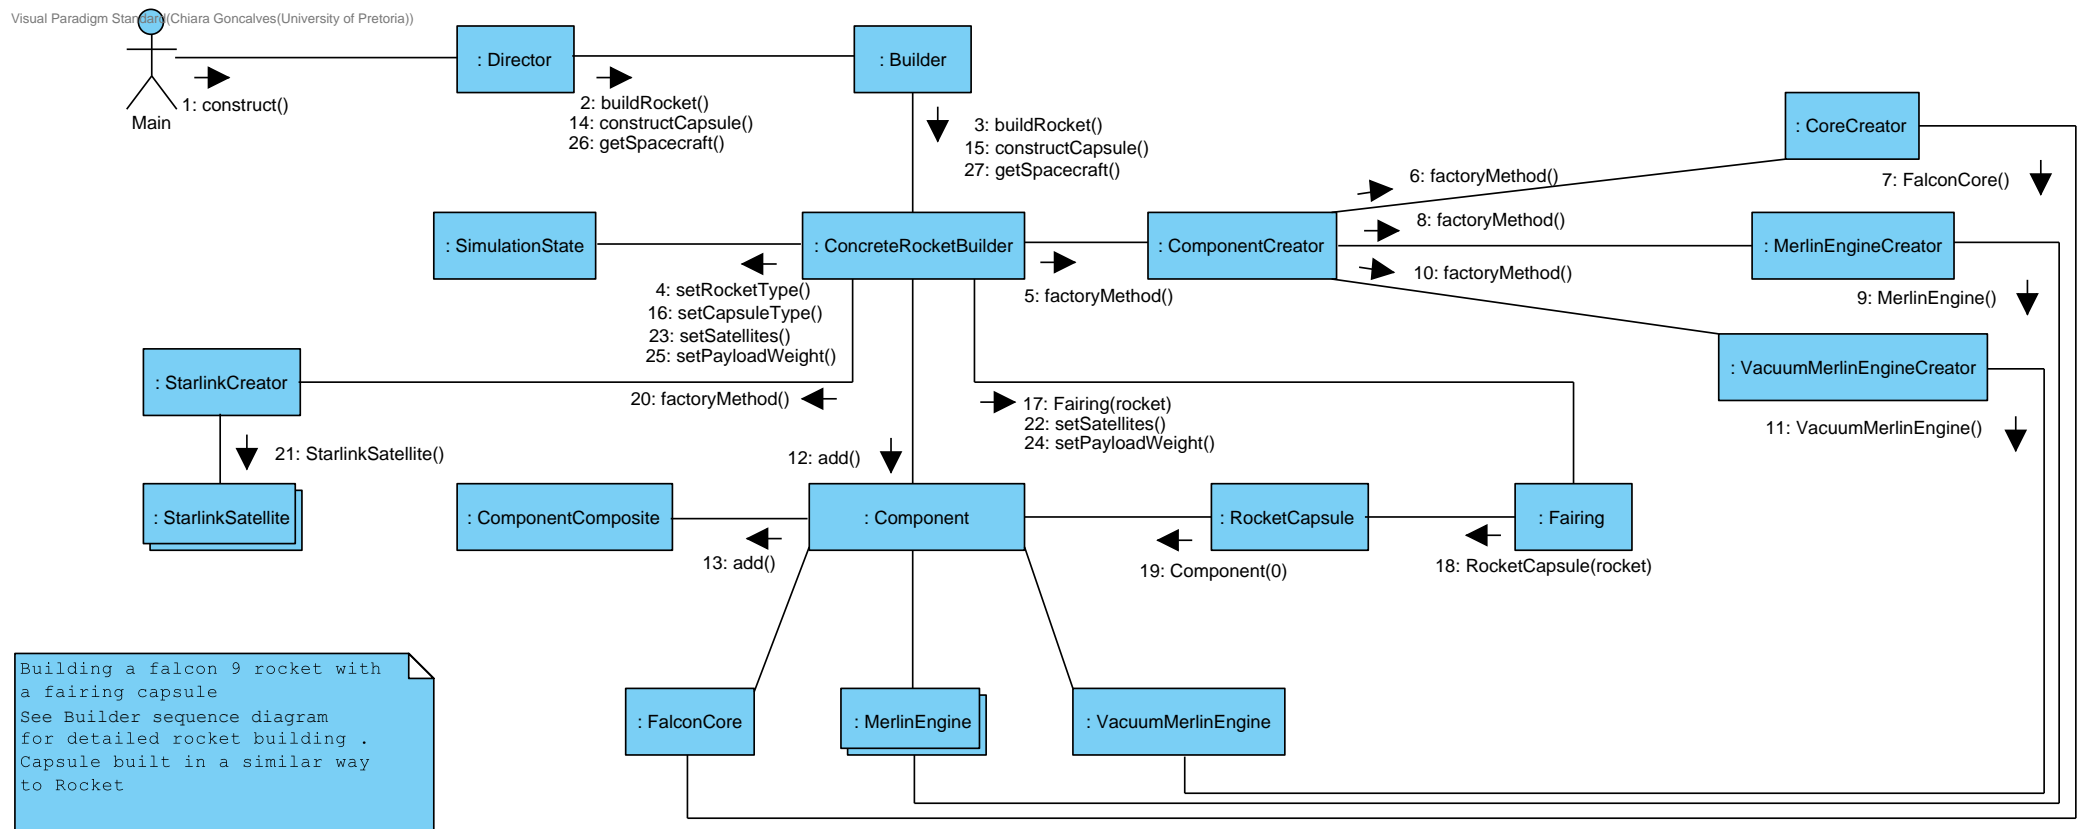 Visual Paradigm Standard(Chiara Goncalves(University of Pretoria))
Main
1: construct()
: Director
2: buildRocket()
14: constructCapsule()
26: getSpacecraft()
: Builder
3: buildRocket()
15: constructCapsule()
27: getSpacecraft()
: CoreCreator
6: factoryMethod()
7: FalconCore()
: SimulationState
: ConcreteRocketBuilder
: ComponentCreator
8: factoryMethod()
: MerlinEngineCreator
4: setRocketType()
16: setCapsuleType()
23: setSatellites()
25: setPayloadWeight()
5: factoryMethod()
10: factoryMethod()
9: MerlinEngine()
: StarlinkCreator
: VacuumMerlinEngineCreator
20: factoryMethod()
17: Fairing(rocket)
22: setSatellites()
24: setPayloadWeight()
11: VacuumMerlinEngine()
21: StarlinkSatellite()
12: add()
: StarlinkSatellite
: ComponentComposite
: Component
: RocketCapsule
: Fairing
13: add()
19: Component(0)
18: RocketCapsule(rocket)
Building a falcon 9 rocket with
a fairing capsule
See Builder sequence diagram
for detailed rocket building .
Capsule built in a similar way
to Rocket
: FalconCore
: MerlinEngine
: VacuumMerlinEngine